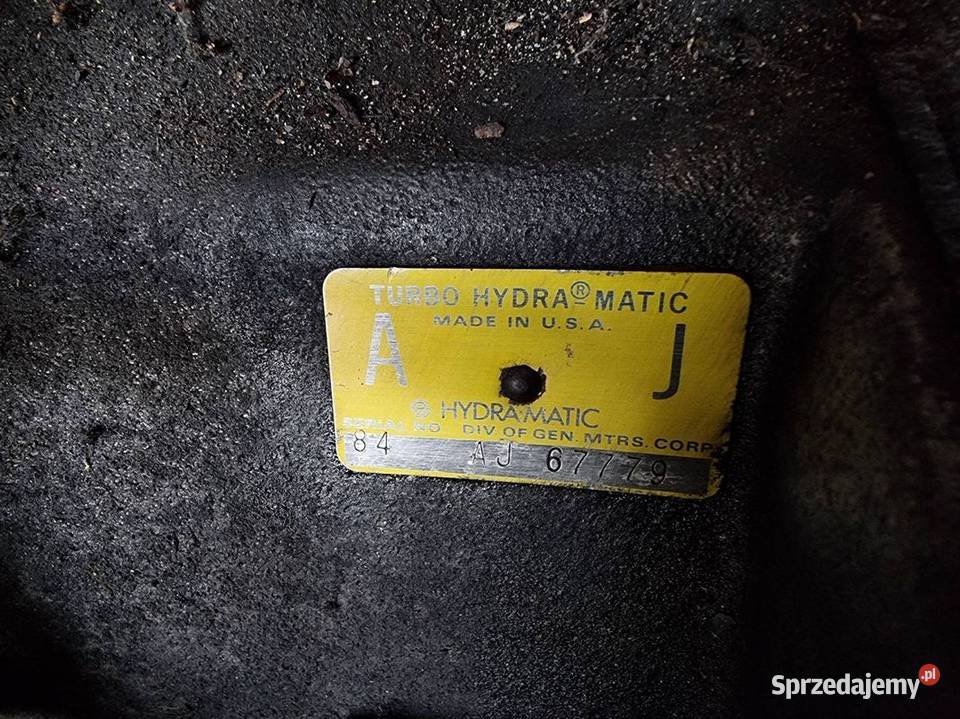 TURBO HYDRA®MATIC
MADE IN U.S.A.
A J
® HYDRA-MATIC
SERIAL NO. DIV. OF GEN. MTRS. CORP.
84 AJ 67779
Sprzedajemy.pl